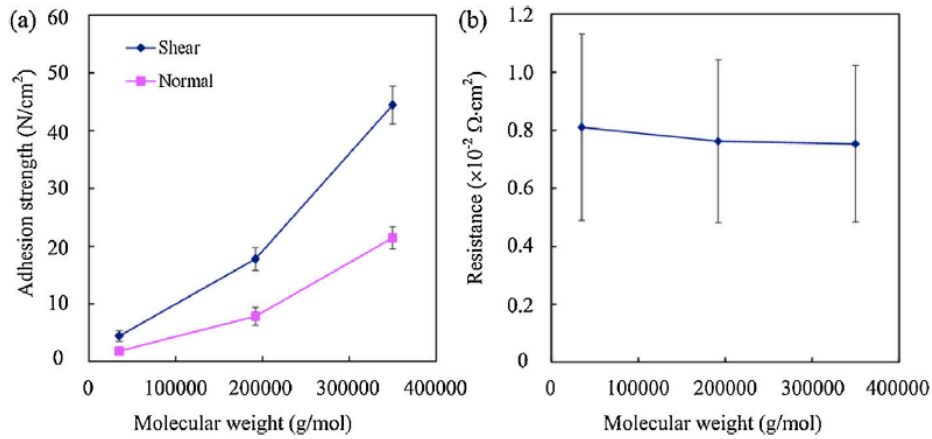 (a)
60
50
40
30
20
10
0
Adhesion strength (N/cm²)
Shear
Normal
0 100000 200000 300000 400000
Molecular weight (g/mol)
(b)
1.2
1.0
0.8
0.6
0.4
0.2
0
Resistance (×10⁻² Ω·cm²)
0 100000 200000 300000 400000
Molecular weight (g/mol)